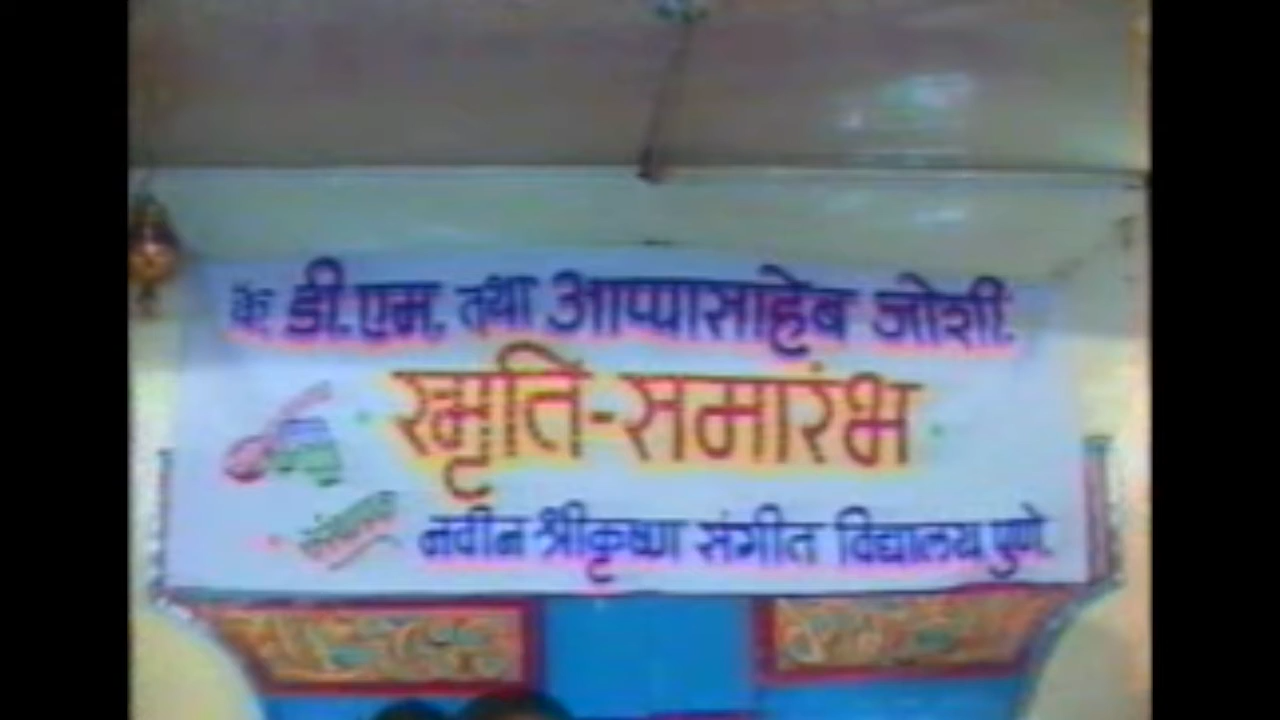 कै. डी.एम. तथा आप्पासाहेब जोशी.
स्मृति-समारंभ
नवीन श्रीकृष्ण संगीत विद्यालय पुणे.